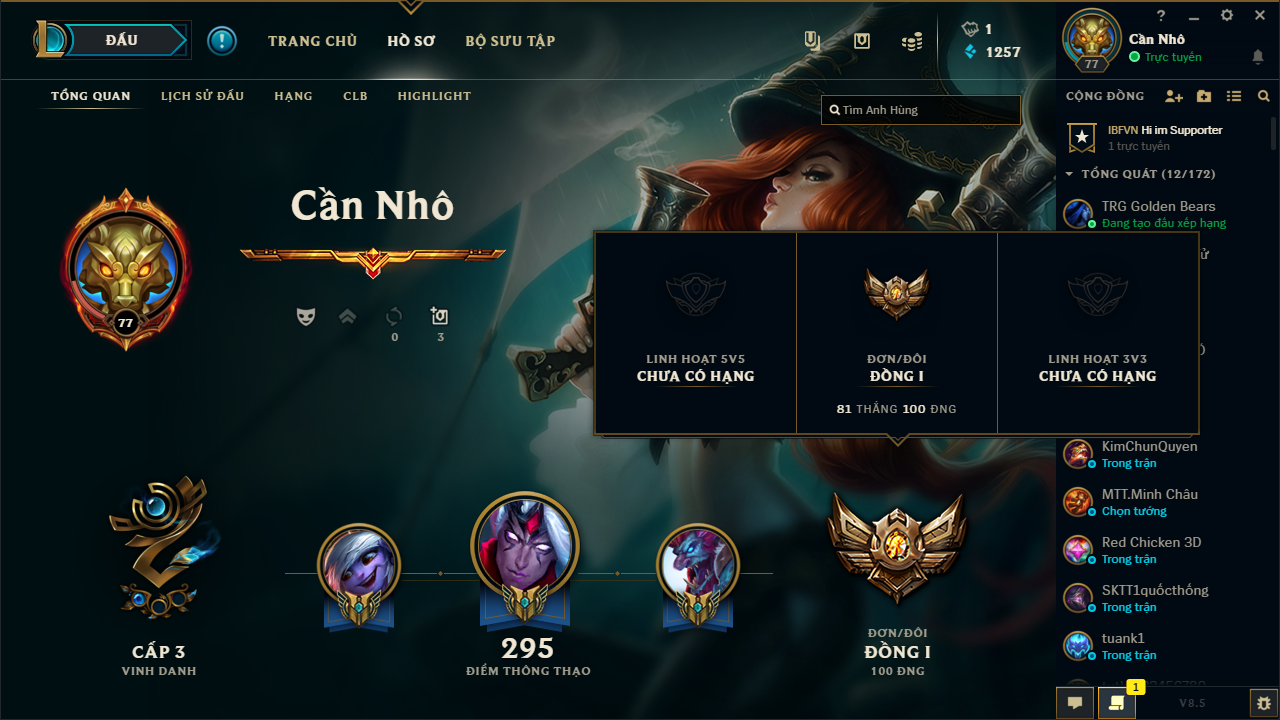 ĐẤU
!
TRANG CHỦ
HỒ SƠ
BỘ SƯU TẬP
1
1257
?
Cần Nhô
Trực tuyến
77
TỔNG QUAN
LỊCH SỬ ĐẤU
HẠNG
CLB
HIGHLIGHT
Tìm Anh Hùng
CỘNG ĐỒNG
IBFVN Hi im Supporter
1 trực tuyến
TỔNG QUÁT (12/172)
TRG Golden Bears
Đang tạo đấu xếp hạng
Cần Nhô
77
0
3
LINH HOẠT 5V5
CHƯA CÓ HẠNG
ĐƠN/ĐÔI
ĐỒNG I
81 THẮNG 100 ĐNG
LINH HOẠT 3V3
CHƯA CÓ HẠNG
KimChunQuyen
Trong trận
MTT.Minh Châu
Chọn tướng
Red Chicken 3D
Trong trận
SKTT1quốcthống
Trong trận
tuank1
Trong trận
CẤP 3
VINH DANH
295
ĐIỂM THÔNG THẠO
ĐƠN/ĐÔI
ĐỒNG I
100 ĐNG
1
V8.5